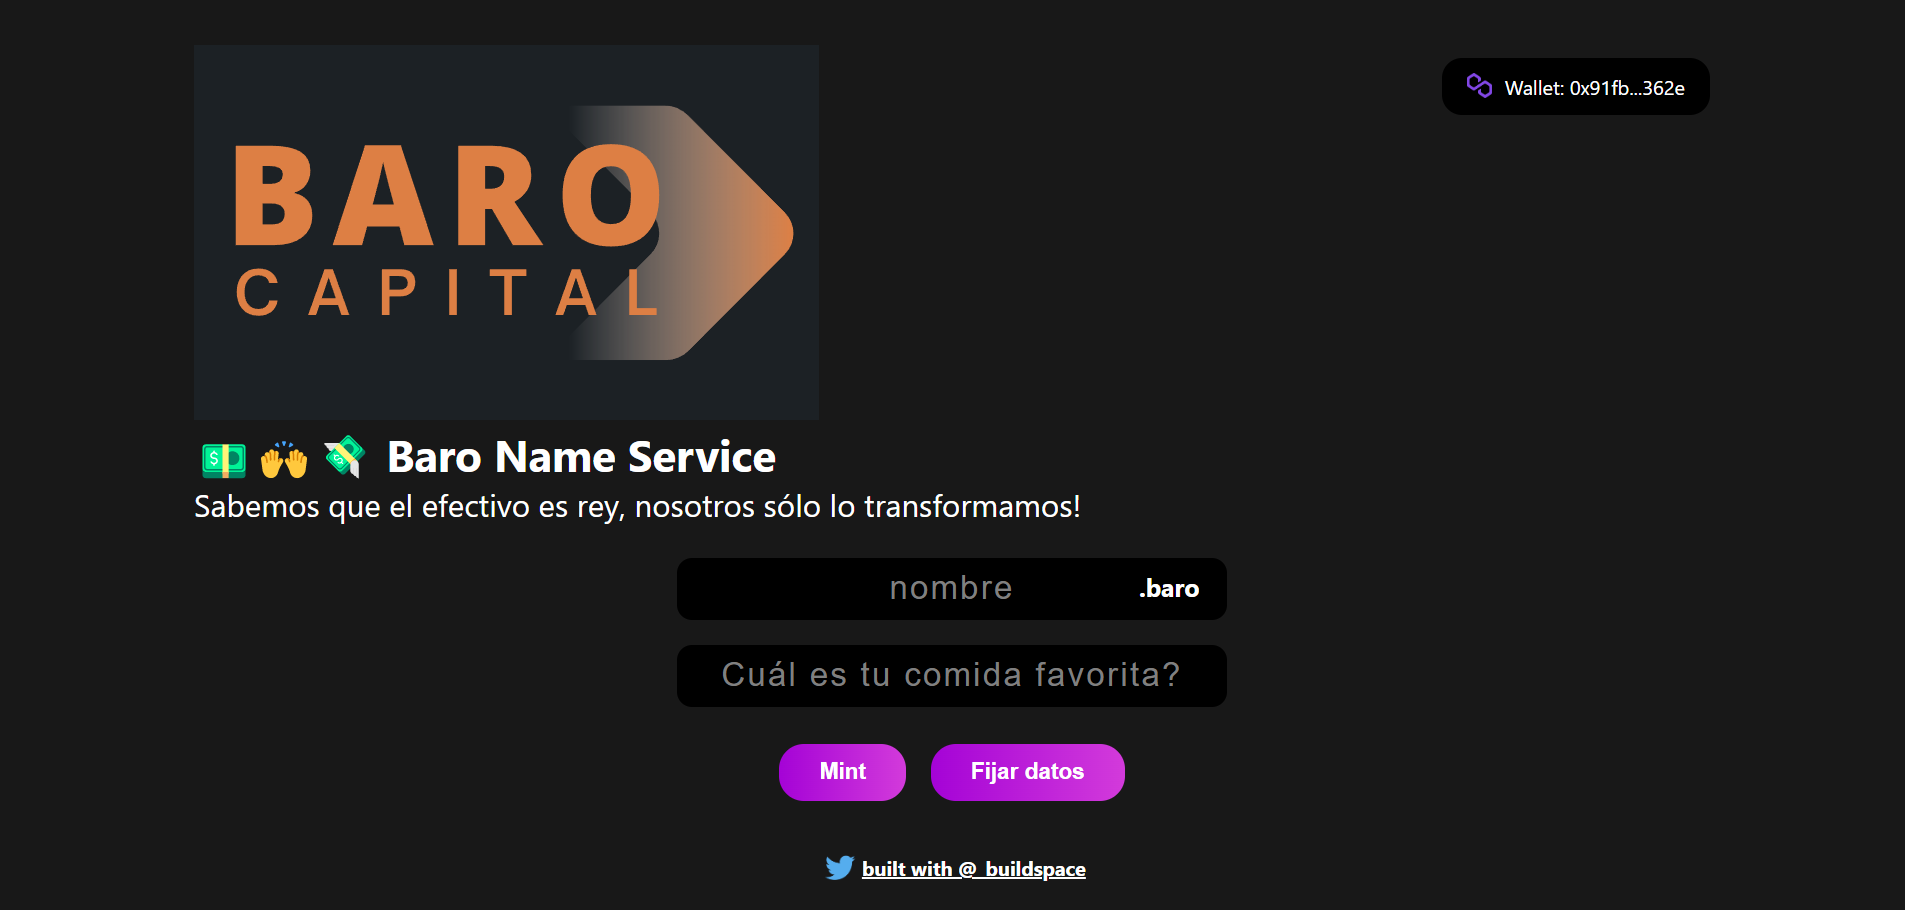 BARO
CAPITAL
Wallet: 0x91fb...362e
Baro Name Service
Sabemos que el efectivo es rey, nosotros sólo lo transformamos!
nombre .baro
Cuál es tu comida favorita?
Mint Fijar datos
built with @_buildspace